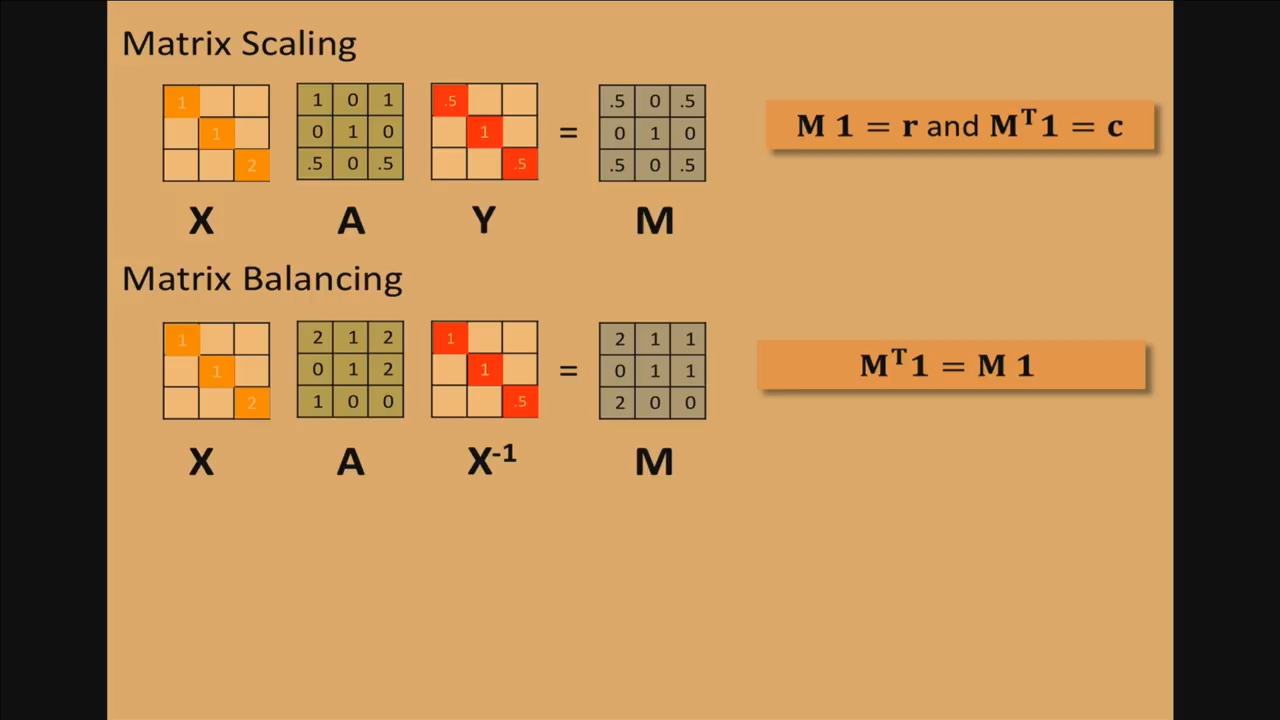 Matrix Scaling
1 1 0 1 .5 .5 0 .5
1 0 1 0 1 = 0 1 0 M 1 = r and Mᵀ1 = c
2 .5 0 .5 .5 .5 0 .5
X A Y M
Matrix Balancing
1 2 1 2 1 2 1 1
1 0 1 2 1 = 0 1 1 Mᵀ1 = M 1
2 1 0 0 .5 2 0 0
X A X⁻¹ M